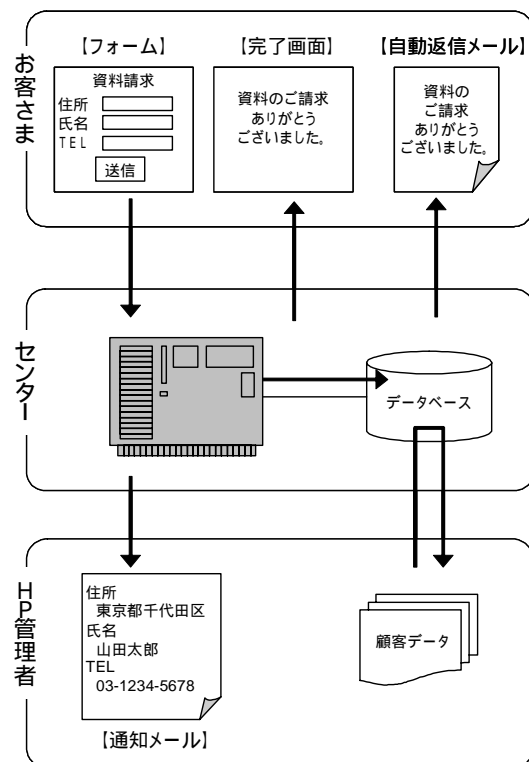 お客さま
【フォーム】
資料請求
住所
氏名
TEL
送信
【完了画面】
資料のご請求
ありがとう
ございました。
【自動返信メール】
資料の
ご請求
ありがとう
ございました。
センター
データベース
HP管理者
住所
東京都千代田区
氏名
山田太郎
TEL
03-1234-5678
【通知メール】
顧客データ